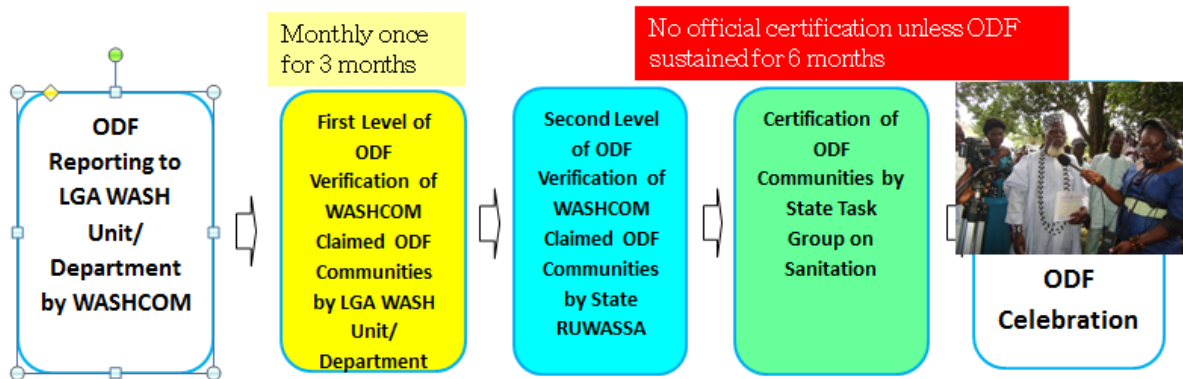 Monthly once
for 3 months
No official certification unless ODF
sustained for 6 months
ODF
Reporting to
LGA WASH
Unit/
Department
by WASHCOM
First Level of
ODF
Verification of
WASHCOM
Claimed ODF
Communities
by LGA WASH
Unit/
Department
Second Level
of ODF
Verification of
WASHCOM
Claimed ODF
Communities
by State
RUWASSA
Certification of
ODF
Communities by
State Task
Group on
Sanitation
ODF
Celebration